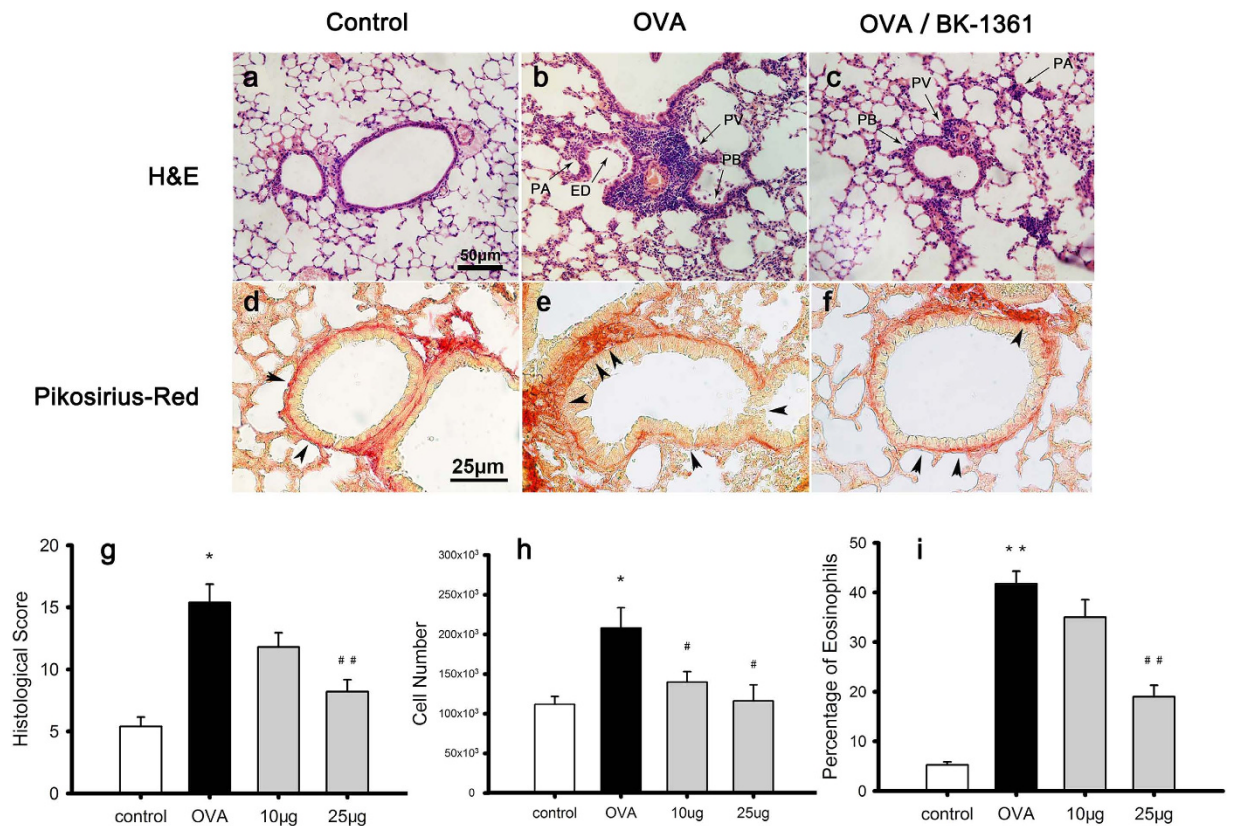 Control OVA OVA / BK-1361
H&E
a
50µm
b
PA
ED
PV
PB
c
PB
PV
PA
Pikosirius-Red
d
25µm
e
f
g
Histological Score
20
15
10
5
0
*
# #
control OVA 10µg 25µg
h
Cell Number
300x10³
250x10³
200x10³
150x10³
100x10³
50x10³
0
*
#
#
control OVA 10ug 25ug
i
Percentage of Eosinophils
50
40
30
20
10
0
* *
# #
control OVA 10µg 25µg